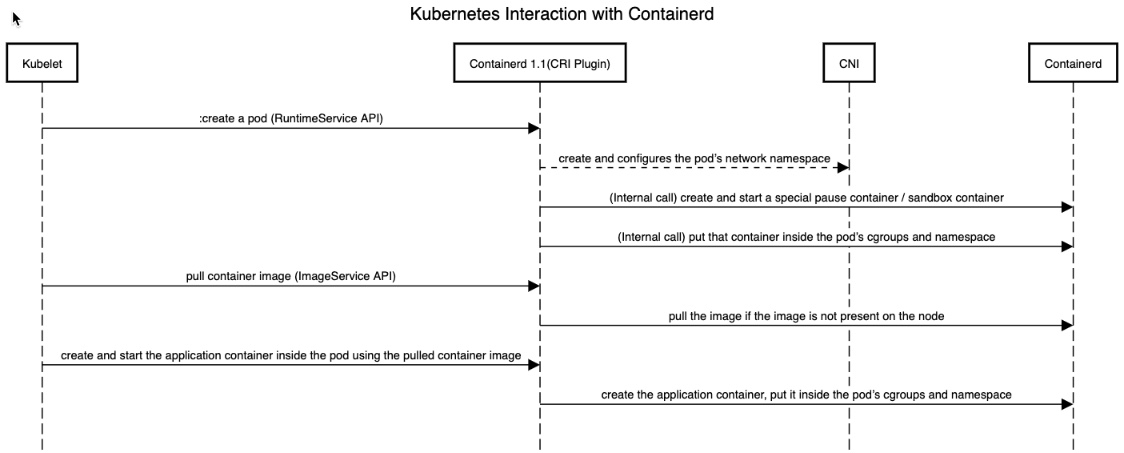 Kubernetes Interaction with Containerd
Kubelet
Containerd 1.1(CRI Plugin)
CNI
Containerd
:create a pod (RuntimeService API)
create and configures the pod's network namespace
(Internal call) create and start a special pause container / sandbox container
(Internal call) put that container inside the pod's cgroups and namespace
pull container image (ImageService API)
pull the image if the image is not present on the node
create and start the application container inside the pod using the pulled container image
create the application container, put it inside the pod's cgroups and namespace